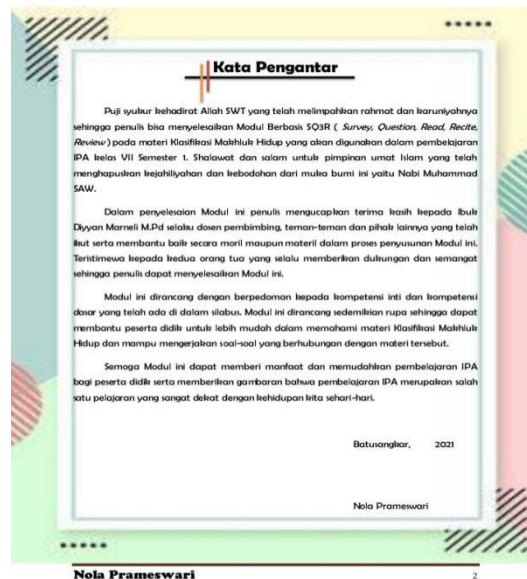 Kata Pengantar
Puji syukur kehadirat Allah SWT yang telah melimpahkan rahmat dan karuniyahnya
sehingga penulis bisa menyelesaikan Modul Berbasis SQ3R ( Survey, Question, Read, Recite,
Review ) pada materi Klasifikasi Makhluk Hidup yang akan digunakan dalam pembelajaran
IPA kelas VII Semester 1. Shalawat dan salam untuk pimpinan umat Islam yang telah
menghapuskan kejahiliyahan dan kebodohan dari muka bumi ini yaitu Nabi Muhammad
SAW.
Dalam penyelesaian Modul ini penulis mengucapkan terima kasih kepada Ibuk
Diyyan Marneli M.Pd selaku dosen pembimbing, teman-teman dan pihak lainnya yang telah
ikut serta membantu baik secara moril maupun materil dalam proses penyusunan Modul ini.
Teristimewa kepada kedua orang tua yang selalu memberikan dukungan dan semangat
sehingga penulis dapat menyelesaikan Modul ini.
Modul ini dirancang dengan berpedoman kepada kompetensi inti dan kompetensi
dasar yang telah ada di dalam silabus. Modul ini dirancang sedemikian rupa sehingga dapat
membantu peserta didik untuk lebih mudah dalam memahami materi Klasifikasi Makhluk
Hidup dan mampu mengerjakan soal-soal yang berhubungan dengan materi tersebut.
Semoga Modul ini dapat memberi manfaat dan memudahkan pembelajaran IPA
bagi peserta didik serta memberikan gambaran bahwa pembelajaran IPA merupakan salah
satu pelajaran yang sangat dekat dengan kehidupan kita sehari-hari.
Batusangkar, 2021
Nola Prameswari
Nola Prameswari 2